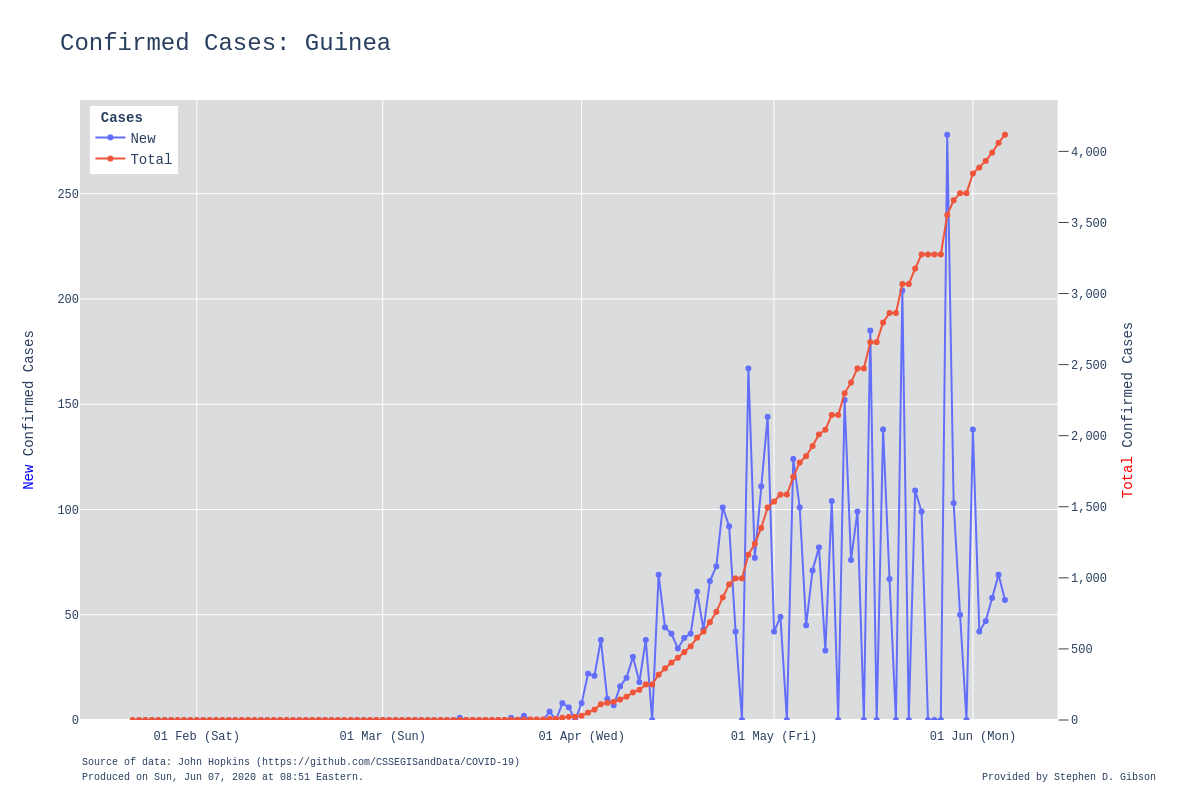 Confirmed Cases: Guinea
Cases
New
Total
250
200
150
100
50
0
New Confirmed Cases
4,000
3,500
3,000
2,500
2,000
1,500
1,000
500
0
Total Confirmed Cases
01 Feb (Sat)
01 Mar (Sun)
01 Apr (Wed)
01 May (Fri)
01 Jun (Mon)
Source of data: John Hopkins (https://github.com/CSSEGISandData/COVID-19)
Produced on Sun, Jun 07, 2020 at 08:51 Eastern.
Provided by Stephen D. Gibson